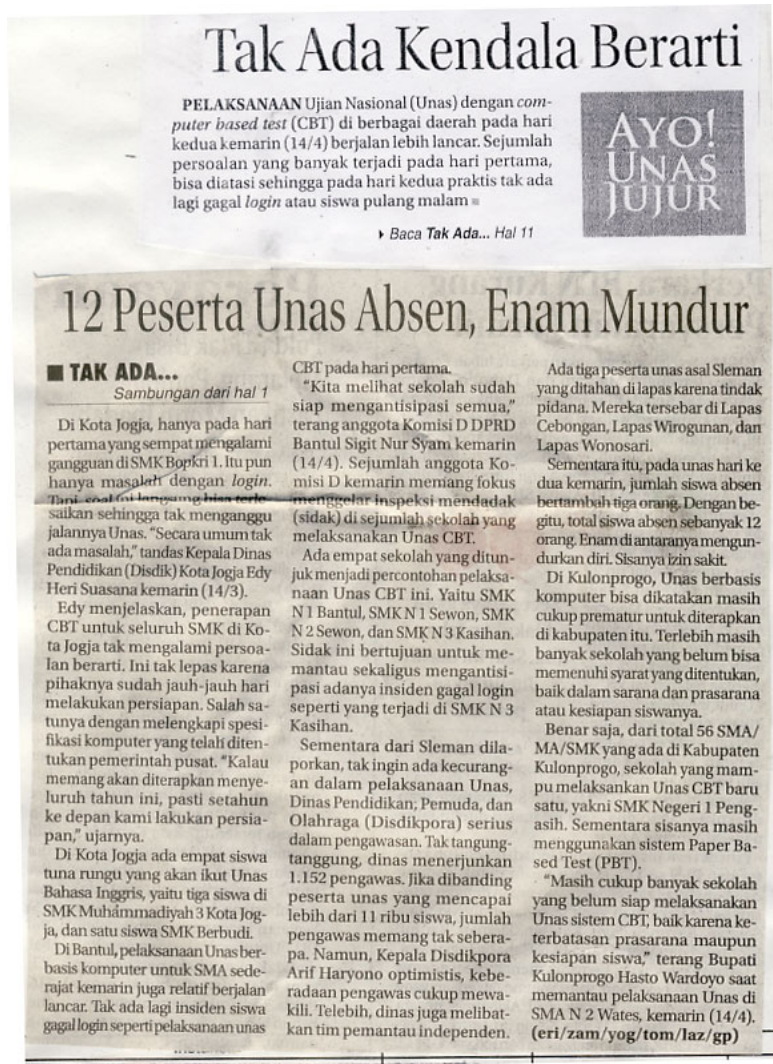 Tak Ada Kendala Berarti
PELAKSANAAN Ujian Nasional (Unas) dengan com-
puter based test (CBT) di berbagai daerah pada hari
kedua kemarin (14/4) berjalan lebih lancar. Sejumlah
persoalan yang banyak terjadi pada hari pertama,
bisa diatasi sehingga pada hari kedua praktis tak ada
lagi gagal login atau siswa pulang malam
Baca Tak Ada... Hal 11
AYO!
UNAS
JUJUR
12 Peserta Unas Absen, Enam Mundur
TAK ADA...
Sambungan dari hal 1
Di Kota Jogja, hanya pada hari
pertama yang sempat mengalami
gangguan di SMK Bopkri 1. Itu pun
hanya masalah dengan login.
Tapi, soal ini langsung bisa terse-
saikan sehingga tak menganggu
jalannya Unas. “Secara umum tak
ada masalah,” tandas Kepala Dinas
Pendidikan (Disdik) Kota Jogja Edy
Heri Suasana kemarin (14/3).
Edy menjelaskan, penerapan
CBT untuk seluruh SMK di Ko-
ta Jogja tak mengalami persoa-
lan berarti. Ini tak lepas karena
pihaknya sudah jauh-jauh hari
melakukan persiapan. Salah sa-
tunya dengan melengkapi spesi-
fikasi komputer yang telah diten-
tukan pemerintah pusat. “Kalau
memang akan diterapkan menye-
luruh tahun ini, pasti setahun
ke depan kami lakukan persia-
pan,” ujarnya.
Di Kota Jogja ada empat siswa
tuna rungu yang akan ikut Unas
Bahasa Inggris, yaitu tiga siswa di
SMK Muhammadiyah 3 Kota Jog-
ja, dan satu siswa SMK Berbudi.
Di Bantul, pelaksanaan Unas ber-
basis komputer untuk SMA sede-
rajat kemarin juga relatif berjalan
lancar. Tak ada lagi insiden siswa
gagal login seperti pelaksanaan unas
CBT pada hari pertama.
“Kita melihat sekolah sudah
siap mengantisipasi semua,”
terang anggota Komisi D DPRD
Bantul Sigit Nur Syam kemarin
(14/4). Sejumlah anggota Ko-
misi D kemarin memang fokus
menggelar inspeksi mendadak
(sidak) di sejumlah sekolah yang
melaksanakan Unas CBT.
Ada empat sekolah yang ditun-
juk menjadi percontohan pelaksa-
naan Unas CBT ini. Yaitu SMK
N 1 Bantul, SMK N 1 Sewon, SMK
N 2 Sewon, dan SMK N 3 Kasihan.
Sidak ini bertujuan untuk me-
mantau sekaligus mengantisi-
pasi adanya insiden gagal login
seperti yang terjadi di SMK N 3
Kasihan.
Sementara dari Sleman dila-
porkan, tak ingin ada kecurang-
an dalam pelaksanaan Unas,
Dinas Pendidikan, Pemuda, dan
Olahraga (Disdikpora) serius
dalam pengawasan. Tak tangung-
tanggung, dinas menerjunkan
1.152 pengawas. Jika dibanding
peserta unas yang mencapai
lebih dari 11 ribu siswa, jumlah
pengawas memang tak sebera-
pa. Namun, Kepala Disdikpora
Arif Haryono optimistis, kebe-
radaan pengawas cukup mewa-
kili. Telebih, dinas juga melibat-
kan tim pemantau independen.
Ada tiga peserta unas asal Sleman
yang ditahan di lapas karena tindak
pidana. Mereka tersebar di Lapas
Cebongan, Lapas Wirogunan, dan
Lapas Wonosari.
Sementara itu, pada unas hari ke
dua kemarin, jumlah siswa absen
bertambah tiga orang. Dengan be-
gitu, total siswa absen sebanyak 12
orang. Enam di antaranya mengun-
durkan diri. Sisanya izin sakit.
Di Kulonprogo, Unas berbasis
komputer bisa dikatakan masih
cukup prematur untuk diterapkan
di kabupaten itu. Terlebih masih
banyak sekolah yang belum bisa
memenuhi syarat yang ditentukan,
baik dalam sarana dan prasarana
atau kesiapan siswanya.
Benar saja, dari total 56 SMA/
MA/SMK yang ada di Kabupaten
Kulonprogo, sekolah yang mam-
pu melaksankan Unas CBT baru
satu, yakni SMK Negeri 1 Peng-
asih. Sementara sisanya masih
menggunakan sistem Paper Ba-
sed Test (PBT).
“Masih cukup banyak sekolah
yang belum siap melaksanakan
Unas sistem CBT, baik karena ke-
terbatasan prasarana maupun
kesiapan siswa,” terang Bupati
Kulonprogo Hasto Wardoyo saat
memantau pelaksanaan Unas di
SMA N 2 Wates, kemarin (14/4).
(eri/zam/yog/tom/laz/gp)